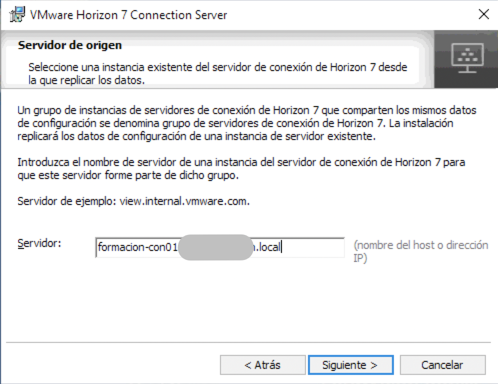 VMware Horizon 7 Connection Server
Servidor de origen
Seleccione una instancia existente del servidor de conexión de Horizon 7 desde
la que replicar los datos.
Un grupo de instancias de servidores de conexión de Horizon 7 que comparten los mismos datos
de configuración se denomina grupo de servidores de conexión de Horizon 7. La instalación
replicará los datos de configuración de una instancia de servidor existente.
Introduzca el nombre de servidor de una instancia del servidor de conexión de Horizon 7 para
que este servidor forme parte de dicho grupo.
Servidor de ejemplo: view.internal.vmware.com.
Servidor: formacion-con01 .local (nombre del host o dirección
IP)
< Atrás Siguiente > Cancelar